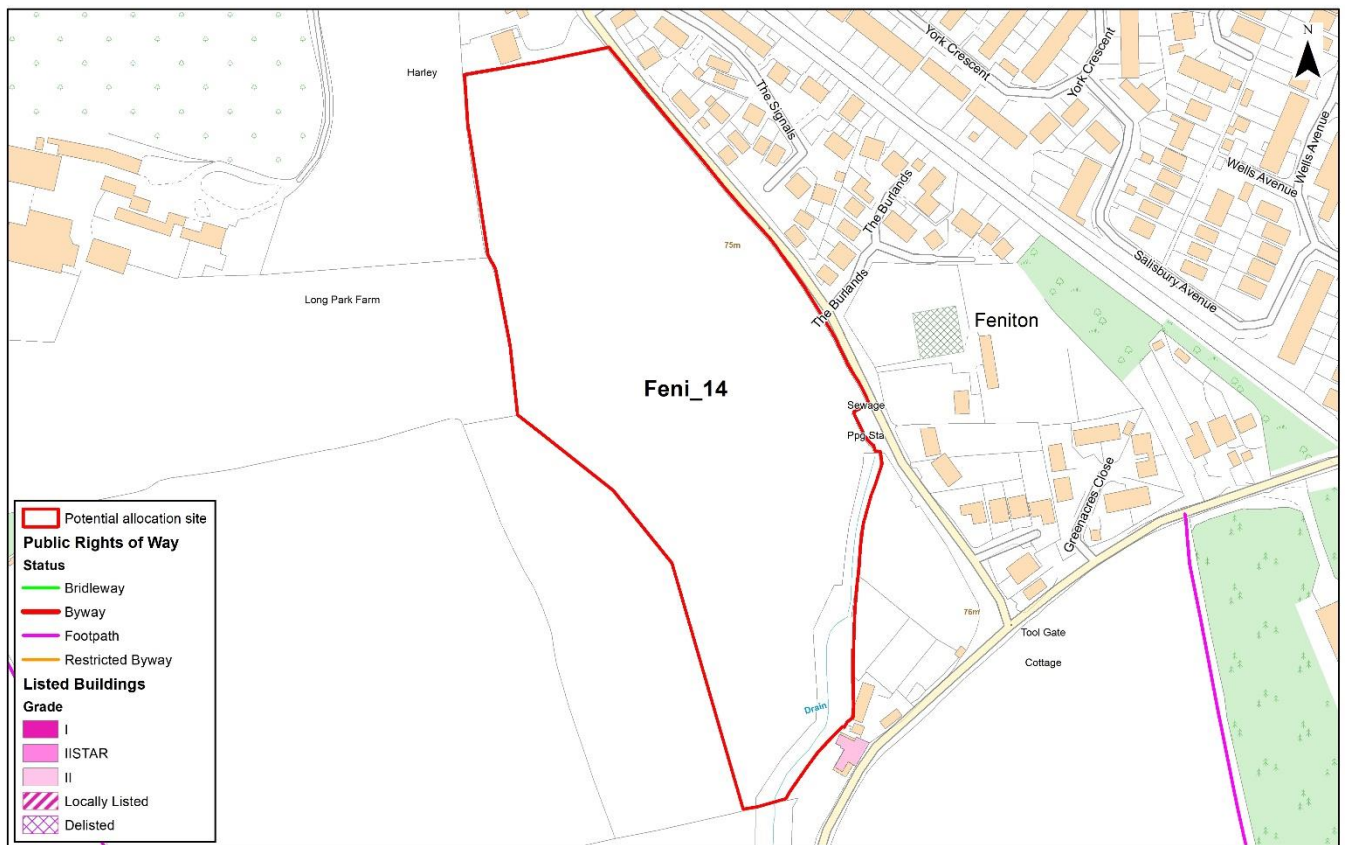 N
Harley
The Signals
York Crescent
York Crescent
Wells Avenue
Wells Avenue
The Burlands
75m
Salisbury Avenue
Long Park Farm
The Burlands
Feniton
Feni_14
Sewage
Ppg Sta
Greenacres Close
76m
Tool Gate
Cottage
Drain
Potential allocation site
Public Rights of Way
Status
Bridleway
Byway
Footpath
Restricted Byway
Listed Buildings
Grade
I
IISTAR
II
Locally Listed
Delisted